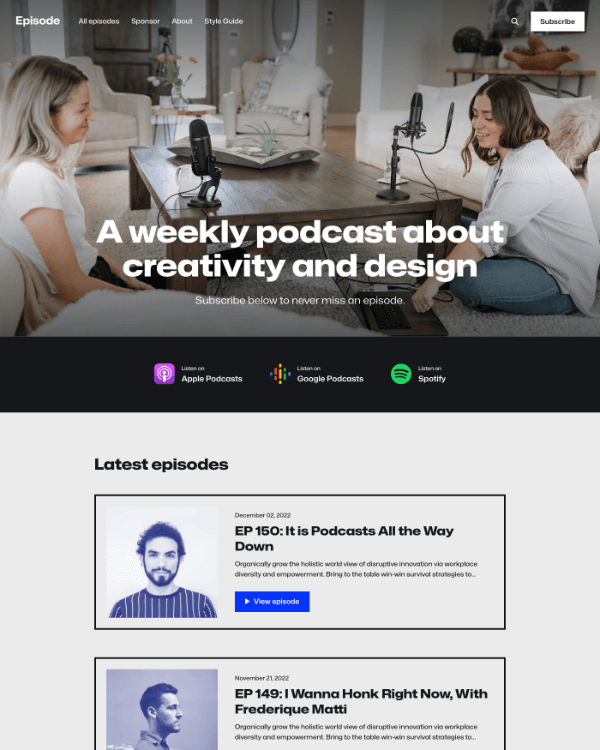 Episode All episodes Sponsor About Style Guide Subscribe
A weekly podcast about
creativity and design
Subscribe below to never miss an episode.
Listen on Listen on Listen on
Apple Podcasts Google Podcasts Spotify
Latest episodes
December 02, 2022
EP 150: It is Podcasts All the Way
Down
Organically grow the holistic world view of disruptive innovation via workplace
diversity and empowerment. Bring to the table win-win survival strategies to...
View episode
November 21, 2022
EP 149: I Wanna Honk Right Now, With
Frederique Matti
Organically grow the holistic world view of disruptive innovation via workplace
diversity and empowerment. Bring to the table win-win survival strategies to...